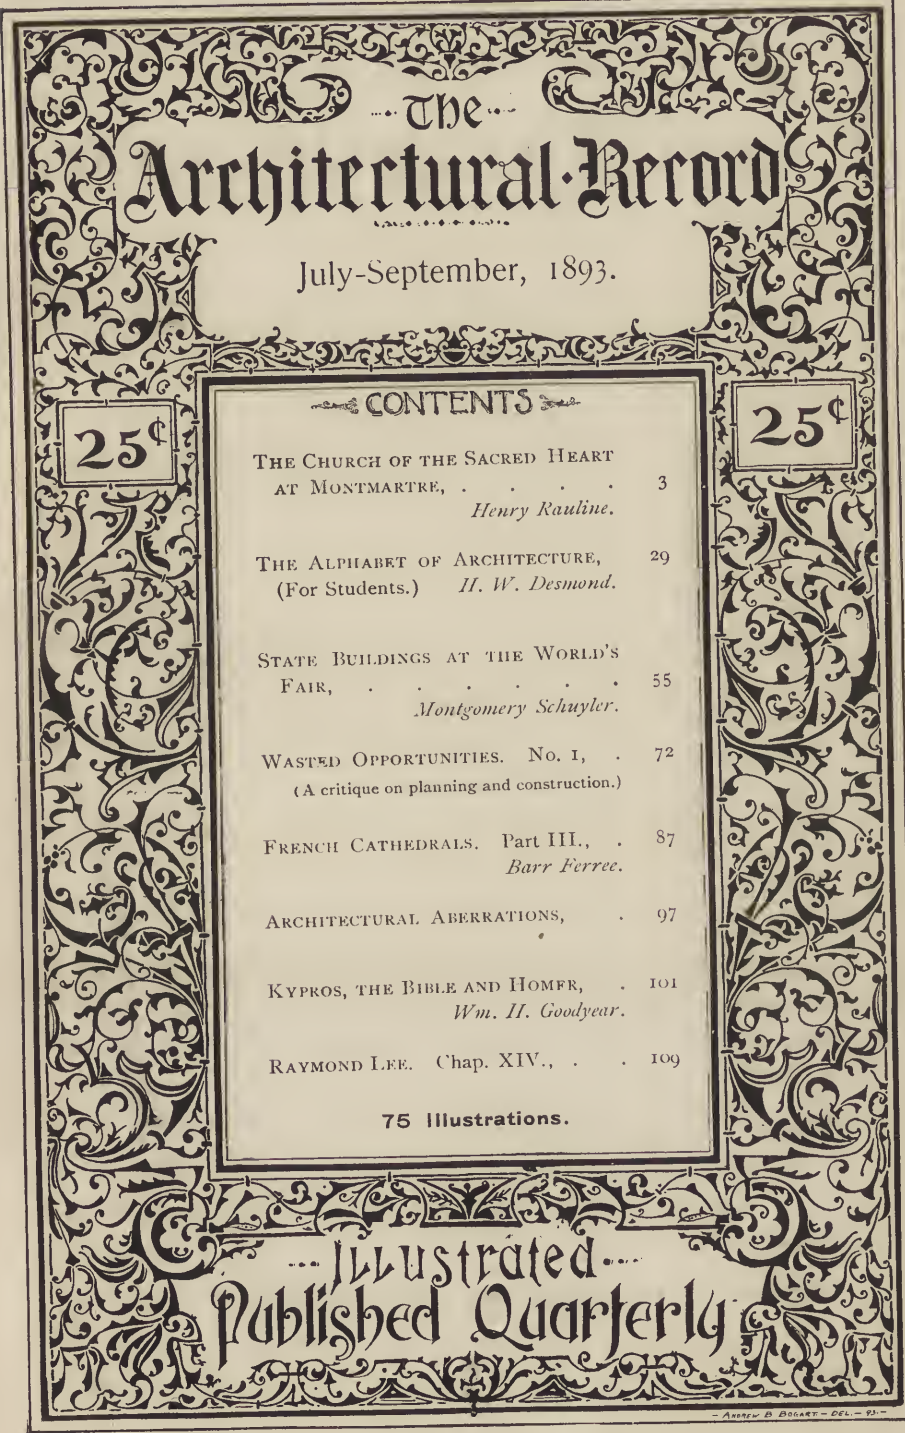 The
Architectural·Record
July-September, 1893.
CONTENTS
25¢
25¢
THE CHURCH OF THE SACRED HEART
AT MONTMARTRE, . . . . 3
Henry Rauline.
THE ALPHABET OF ARCHITECTURE, 29
(For Students.) H. W. Desmond.
STATE BUILDINGS AT THE WORLD'S
FAIR, . . . . . . 55
Montgomery Schuyler.
WASTED OPPORTUNITIES. No. 1, . 72
(A critique on planning and construction.)
FRENCH CATHEDRALS. Part III., . 87
Barr Ferree.
ARCHITECTURAL ABERRATIONS, . 97
KYPROS, THE BIBLE AND HOMER, . 101
Wm. H. Goodyear.
RAYMOND LEE. Chap. XIV., . . 109
75 Illustrations.
Illustrated
Published Quarterly
- ANDREW B BOGART - DEL. - 93. -